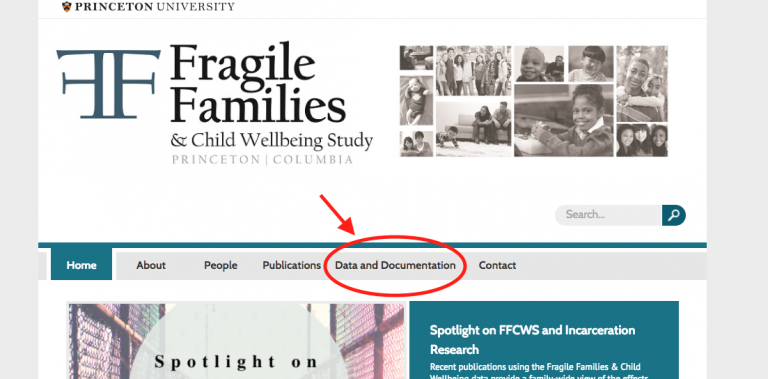 PRINCETON UNIVERSITY
FF
Fragile
Families
& Child Wellbeing Study
PRINCETON | COLUMBIA
Search...
Home About People Publications Data and Documentation Contact
Spotlight on
Spotlight on FFCWS and Incarceration
Research
Recent publications using the Fragile Families & Child
Wellbeing data provide a family-wide view of the effects